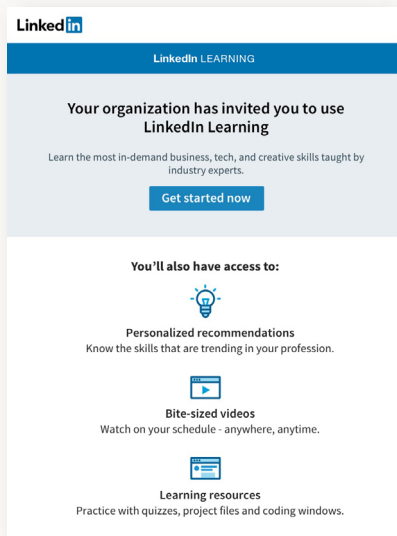 Linked in
LinkedIn LEARNING
Your organization has invited you to use
LinkedIn Learning
Learn the most in-demand business, tech, and creative skills taught by
industry experts.
Get started now
You'll also have access to:
Personalized recommendations
Know the skills that are trending in your profession.
Bite-sized videos
Watch on your schedule - anywhere, anytime.
Learning resources
Practice with quizzes, project files and coding windows.